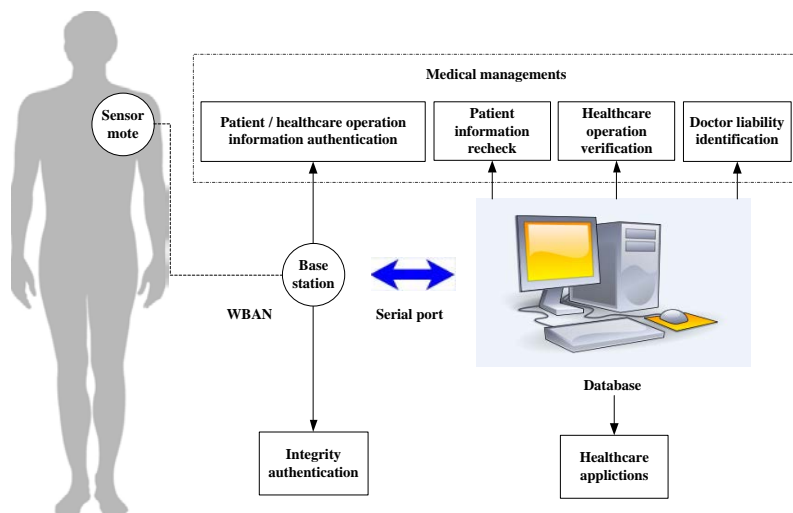 Medical managements
Sensor
mote
Patient / healthcare operation
information authentication
Patient
information
recheck
Healthcare
operation
verification
Doctor liability
identification
Base
station
WBAN
Serial port
Database
Integrity
authentication
Healthcare
applictions